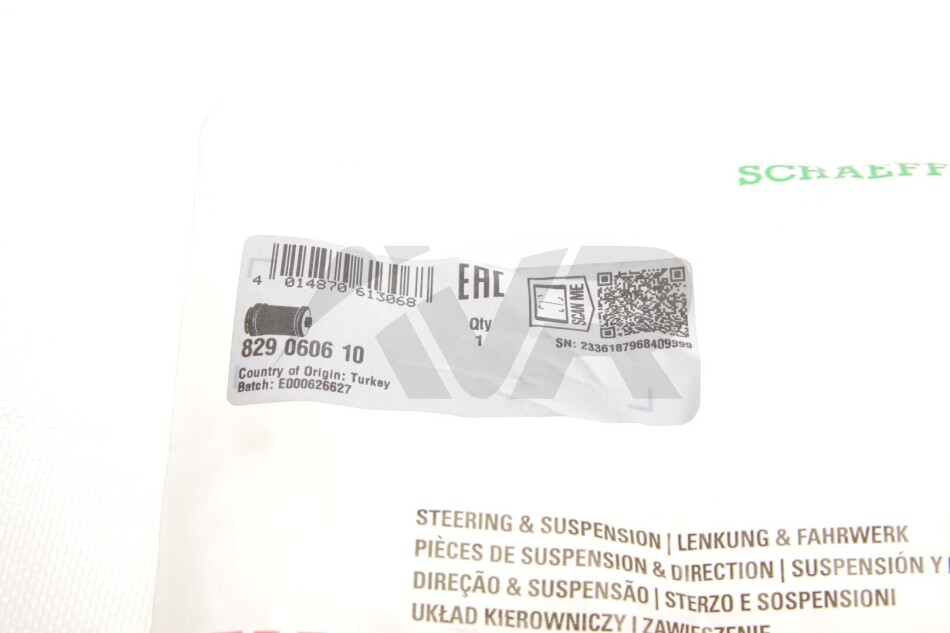 SCHAEFF
4 014870 613068
EAC
SCAN ME
Qty
1
SN: 2336187968409999
829 0606 10
Country of Origin: Turkey
Batch: E000626627
STEERING & SUSPENSION | LENKUNG & FAHRWERK
PIÈCES DE SUSPENSION & DIRECTION | SUSPENSIÓN Y
DIREÇÃO & SUSPENSÃO | STERZO E SOSPENSIONI
UKŁAD KIEROWNICZY | ZAWIESZENIE